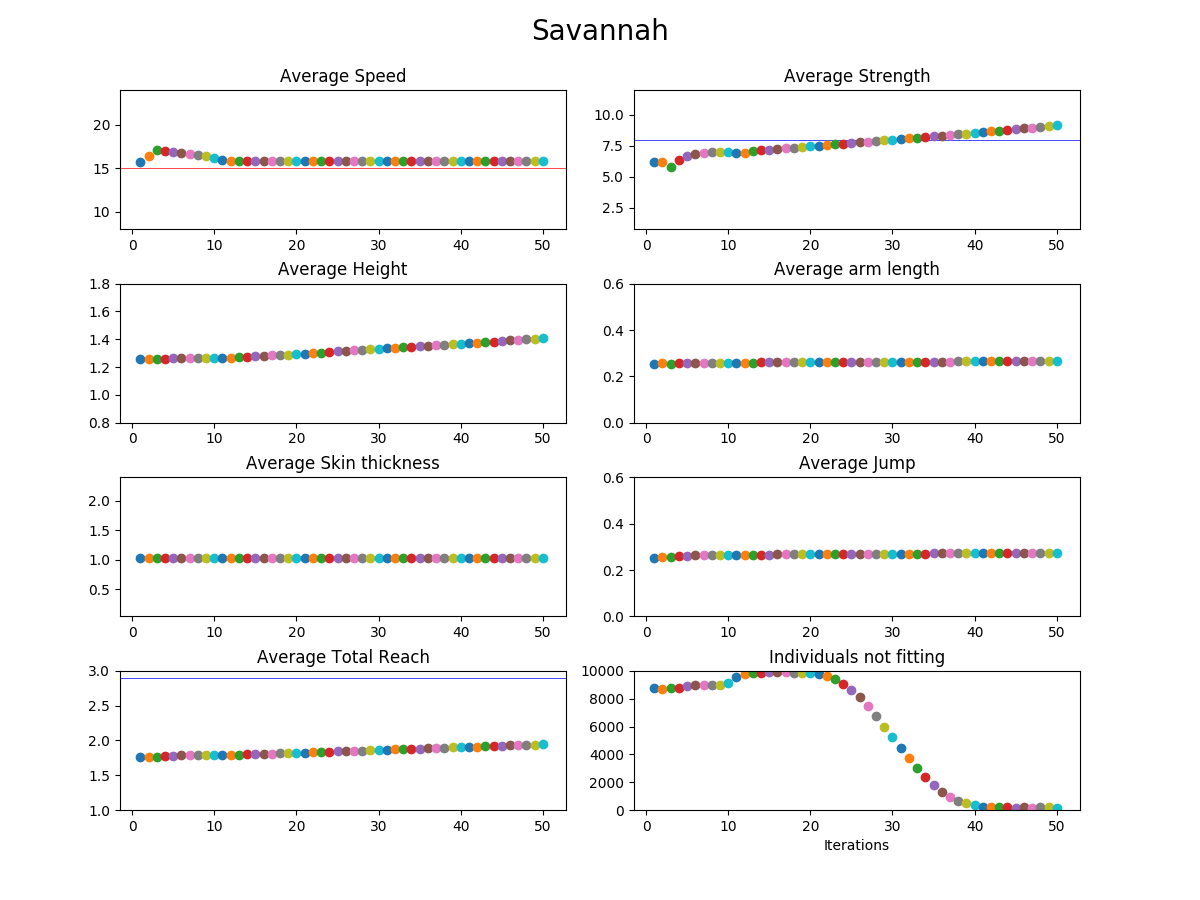 Savannah
Average Speed
20
15
10
0 10 20 30 40 50
Average Strength
10.0
7.5
5.0
2.5
0 10 20 30 40 50
Average Height
1.8
1.6
1.4
1.2
1.0
0.8
0 10 20 30 40 50
Average arm length
0.6
0.4
0.2
0.0
0 10 20 30 40 50
Average Skin thickness
2.0
1.5
1.0
0.5
0 10 20 30 40 50
Average Jump
0.6
0.4
0.2
0.0
0 10 20 30 40 50
Average Total Reach
3.0
2.5
2.0
1.5
1.0
0 10 20 30 40 50
Individuals not fitting
10000
8000
6000
4000
2000
0
0 10 20 30 40 50
Iterations